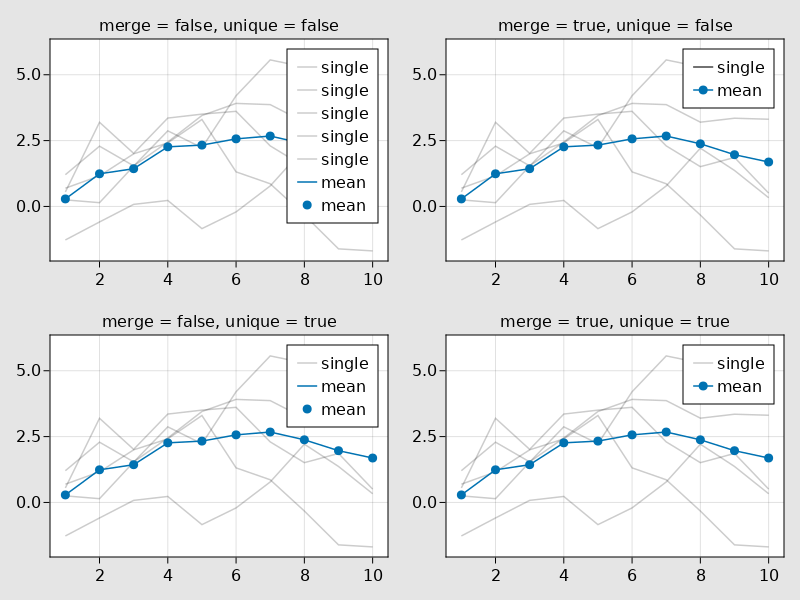 merge = false, unique = false
5.0
2.5
0.0
2 4 6 8 10
single
single
single
single
single
mean
mean
merge = true, unique = false
5.0
2.5
0.0
2 4 6 8 10
single
mean
merge = false, unique = true
5.0
2.5
0.0
2 4 6 8 10
single
mean
mean
merge = true, unique = true
5.0
2.5
0.0
2 4 6 8 10
single
mean